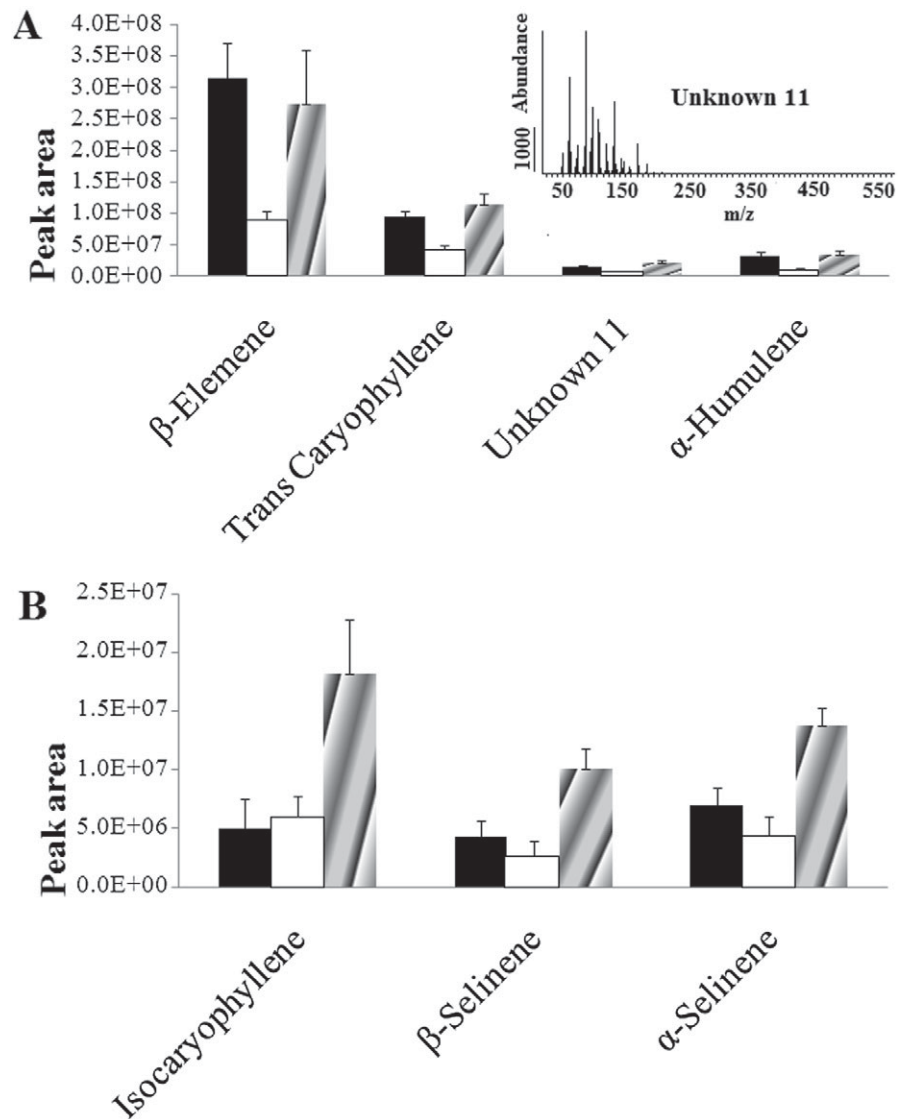 A
Peak area
4.0E+08
3.5E+08
3.0E+08
2.5E+08
2.0E+08
1.5E+08
1.0E+08
5.0E+07
0.0E+00
Abundance
1000
Unknown 11
50 150 250 350 450 550
m/z
β-Elemene
Trans Caryophyllene
Unknown 11
α-Humulene
B
Peak area
2.5E+07
2.0E+07
1.5E+07
1.0E+07
5.0E+06
0.0E+00
Isocaryophyllene
β-Selinene
α-Selinene